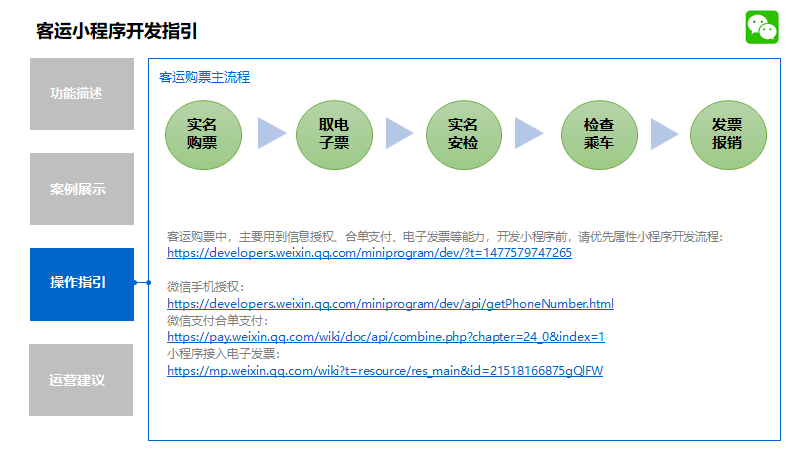 客运小程序开发指引
功能描述
案例展示
操作指引
运营建议
客运购票主流程
实名
购票
取电
子票
实名
安检
检查
乘车
发票
报销
客运购票中，主要用到信息授权、合单支付、电子发票等能力，开发小程序前，请优先属性小程序开发流程：
https://developers.weixin.qq.com/miniprogram/dev/?t=1477579747265
微信手机授权：
https://developers.weixin.qq.com/miniprogram/dev/api/getPhoneNumber.html
微信支付合单支付：
https://pay.weixin.qq.com/wiki/doc/api/combine.php?chapter=24_0&index=1
小程序接入电子发票：
https://mp.weixin.qq.com/wiki?t=resource/res_main&id=21518166875gQlFW